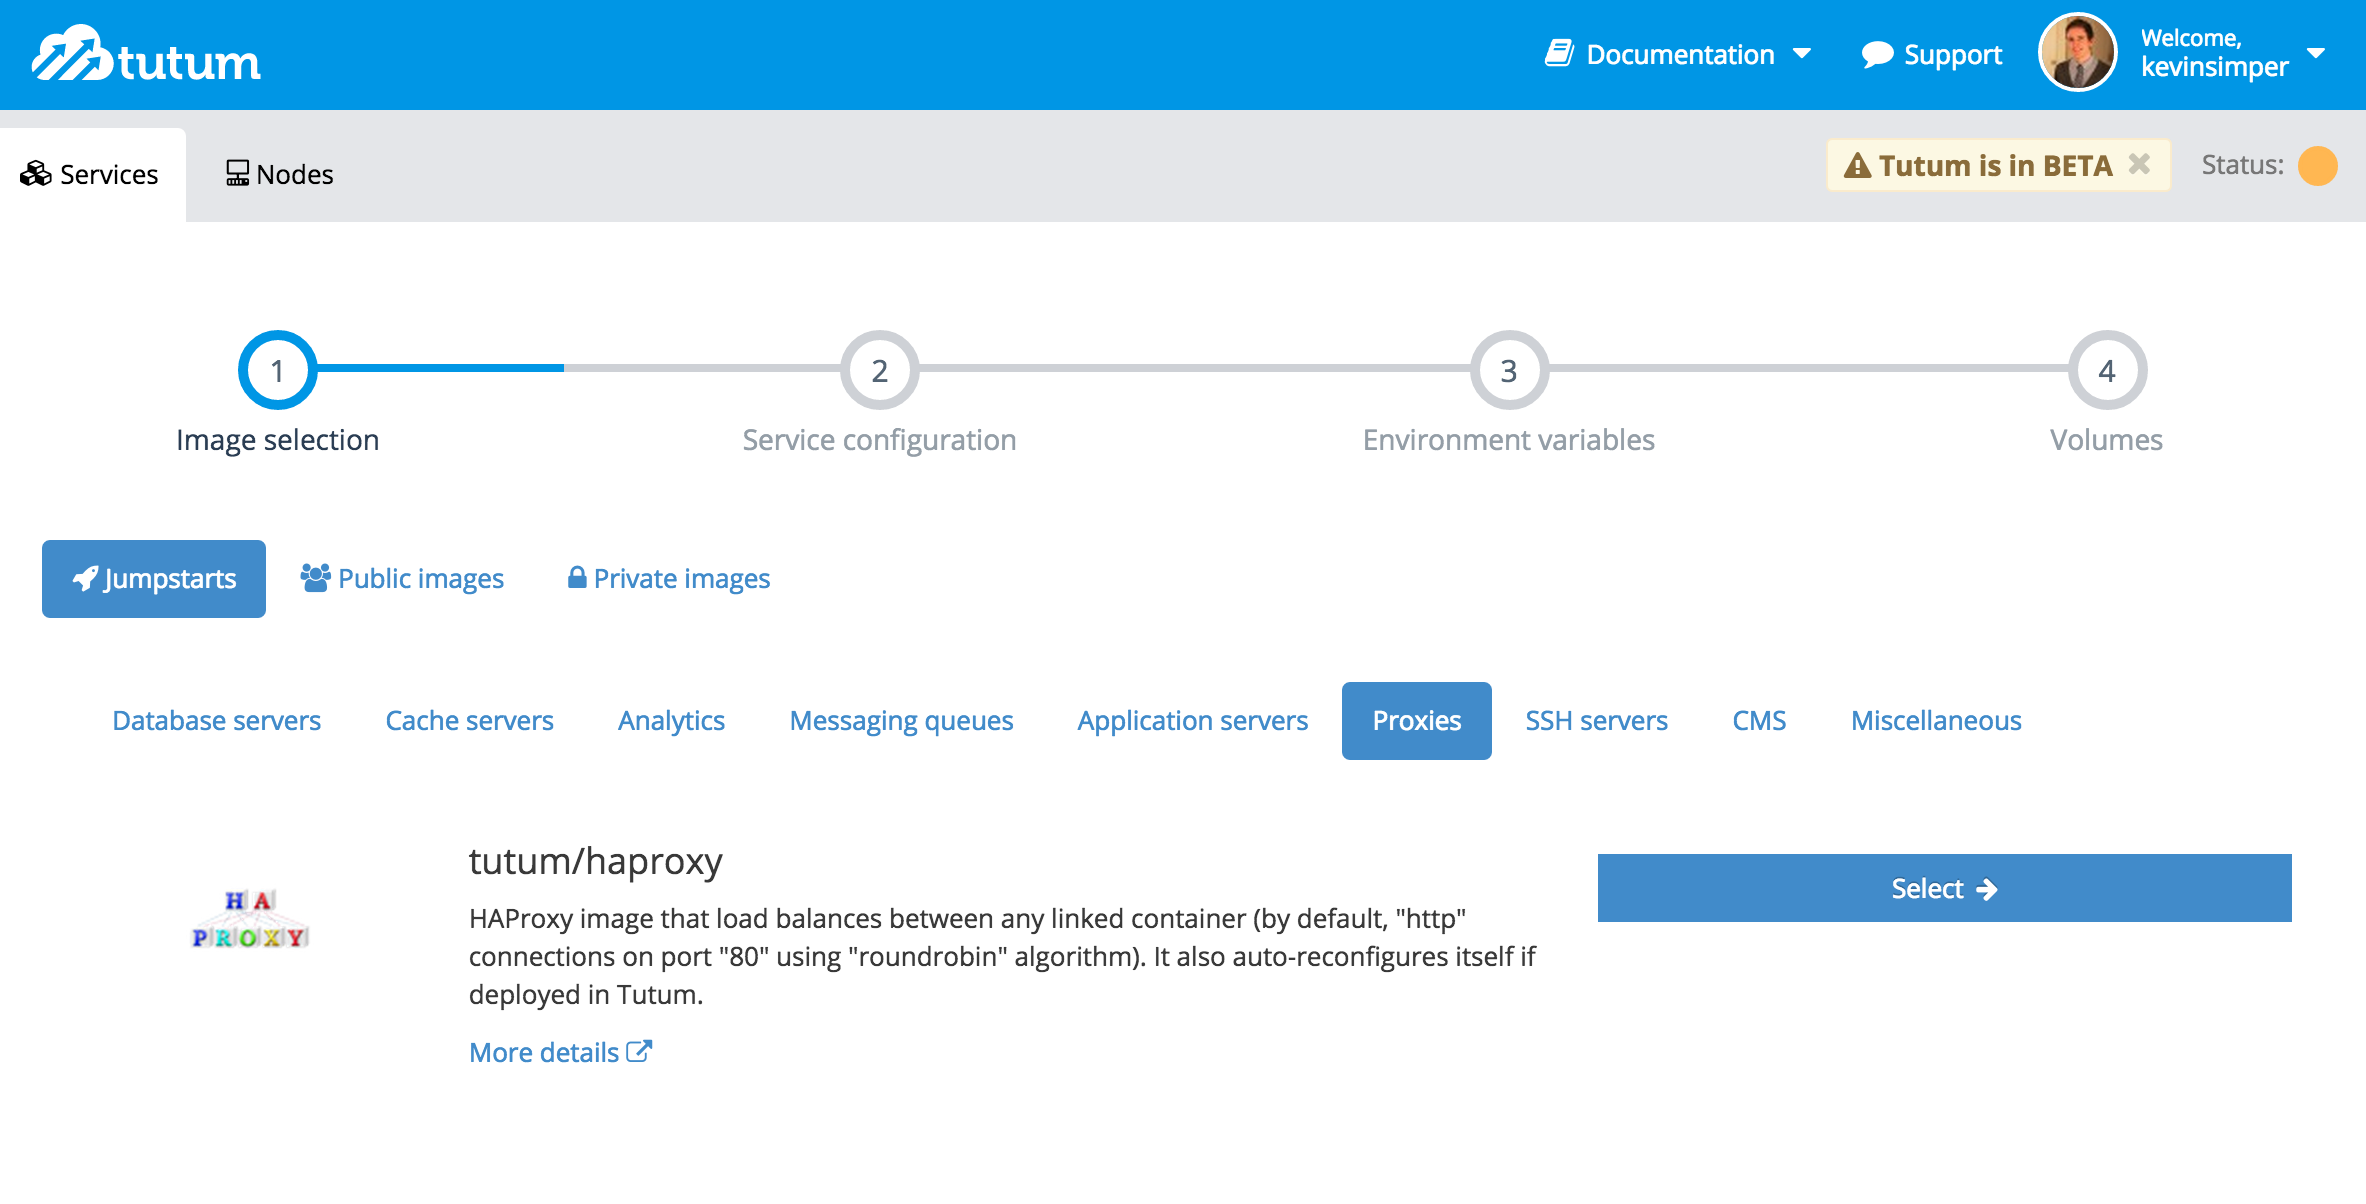 tutum
Documentation
Support
Welcome,
kevinsimper
Services
Nodes
Tutum is in BETA
Status:
1
2
3
4
Image selection
Service configuration
Environment variables
Volumes
Jumpstarts
Public images
Private images
Database servers
Cache servers
Analytics
Messaging queues
Application servers
Proxies
SSH servers
CMS
Miscellaneous
HA
PROXY
tutum/haproxy
HAProxy image that load balances between any linked container (by default, "http"
connections on port "80" using "roundrobin" algorithm). It also auto-reconfigures itself if
deployed in Tutum.
More details
Select